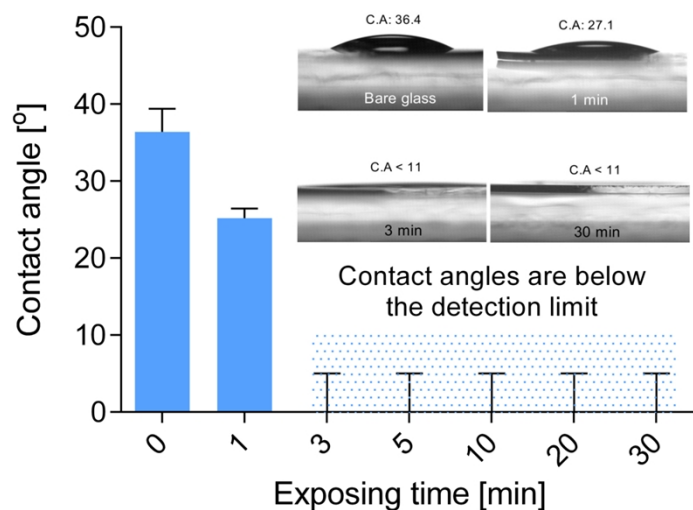 Contact angle [°]
50
40
30
20
10
0
C.A: 36.4
C.A: 27.1
Bare glass
1 min
C.A < 11
C.A < 11
3 min
30 min
Contact angles are below
the detection limit
0
1
3
5
10
20
30
Exposing time [min]